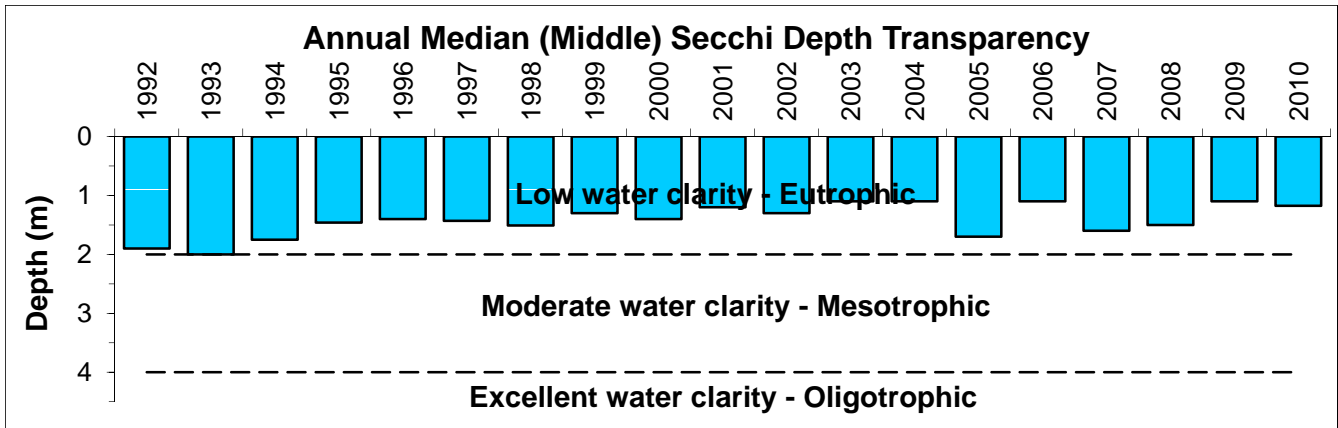 Annual Median (Middle) Secchi Depth Transparency
1992 1993 1994 1995 1996 1997 1998 1999 2000 2001 2002 2003 2004 2005 2006 2007 2008 2009 2010
Depth (m)
0
1
Low water clarity - Eutrophic
2
3
Moderate water clarity - Mesotrophic
4
Excellent water clarity - Oligotrophic